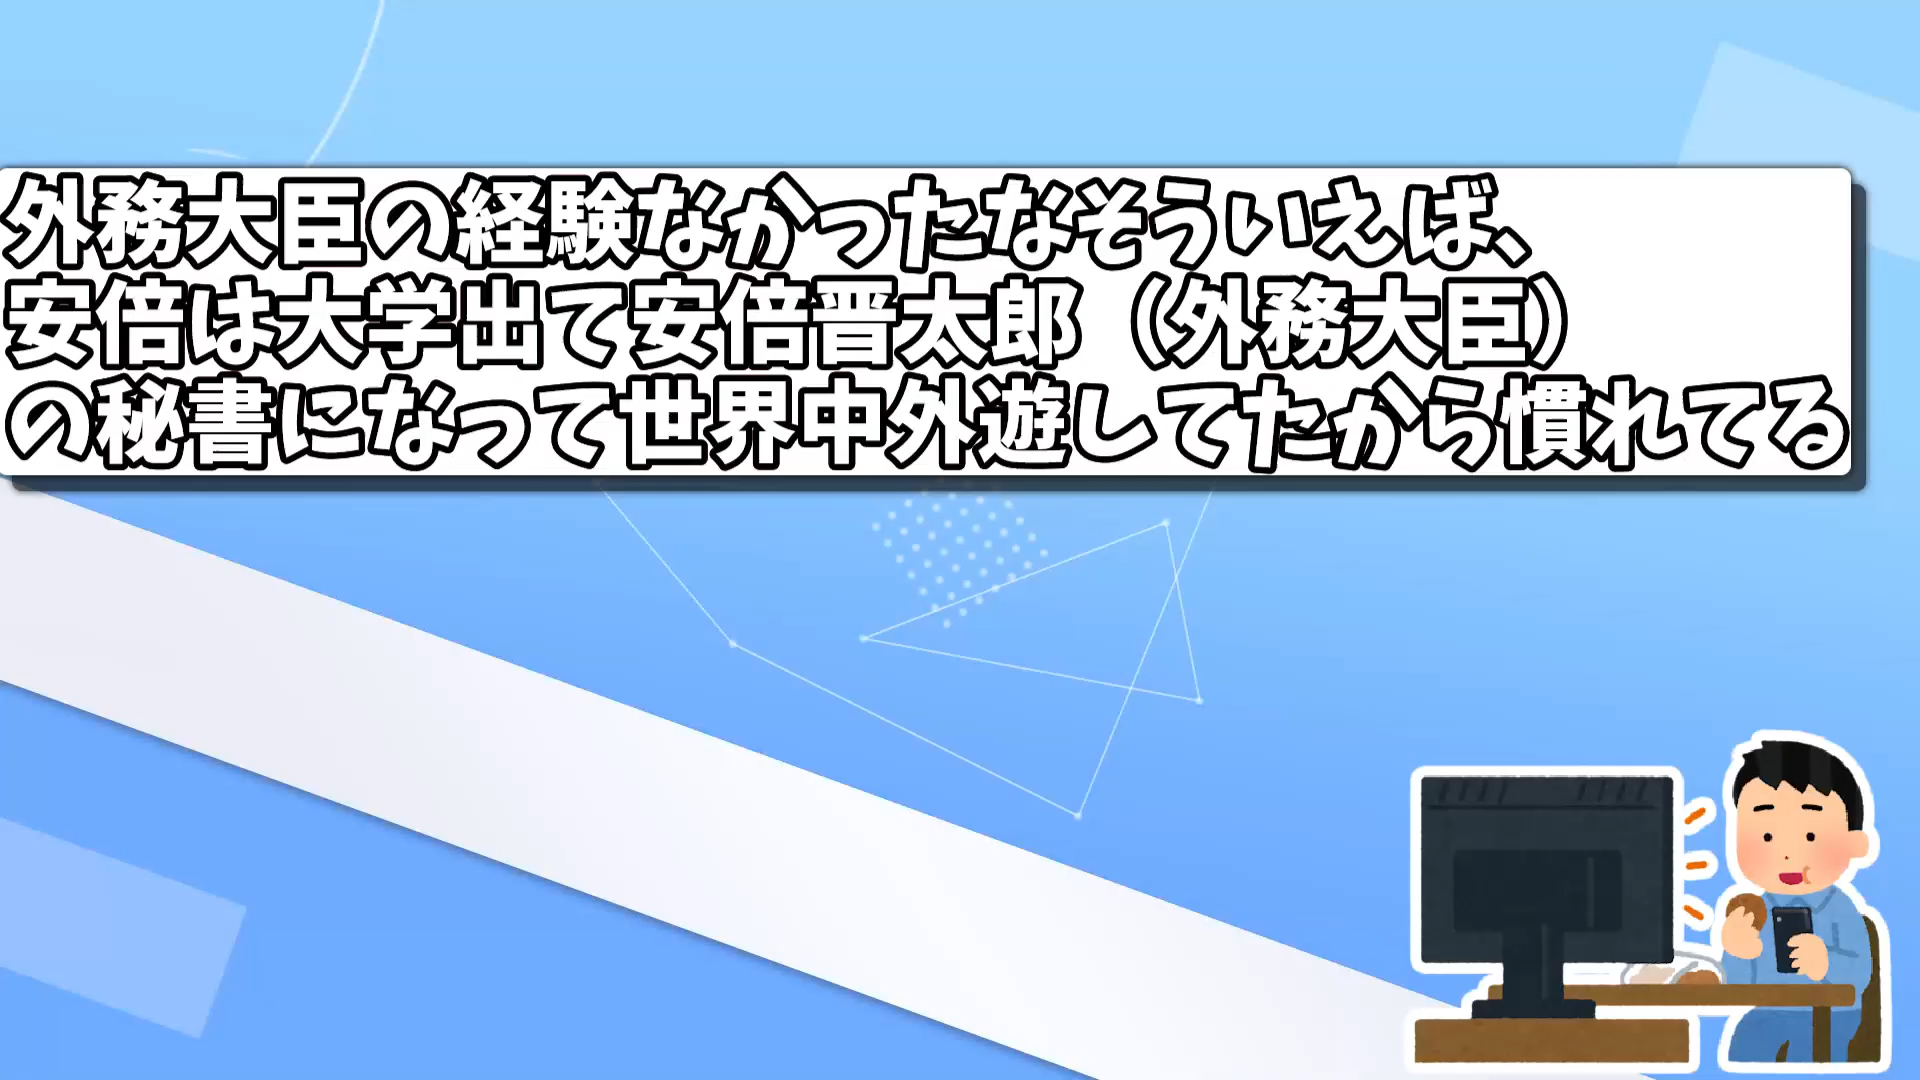 外務大臣の経験なかったなそういえば、
安倍は大学出て安倍晋太郎（外務大臣）
の秘書になって世界中外遊してたから慣れてる